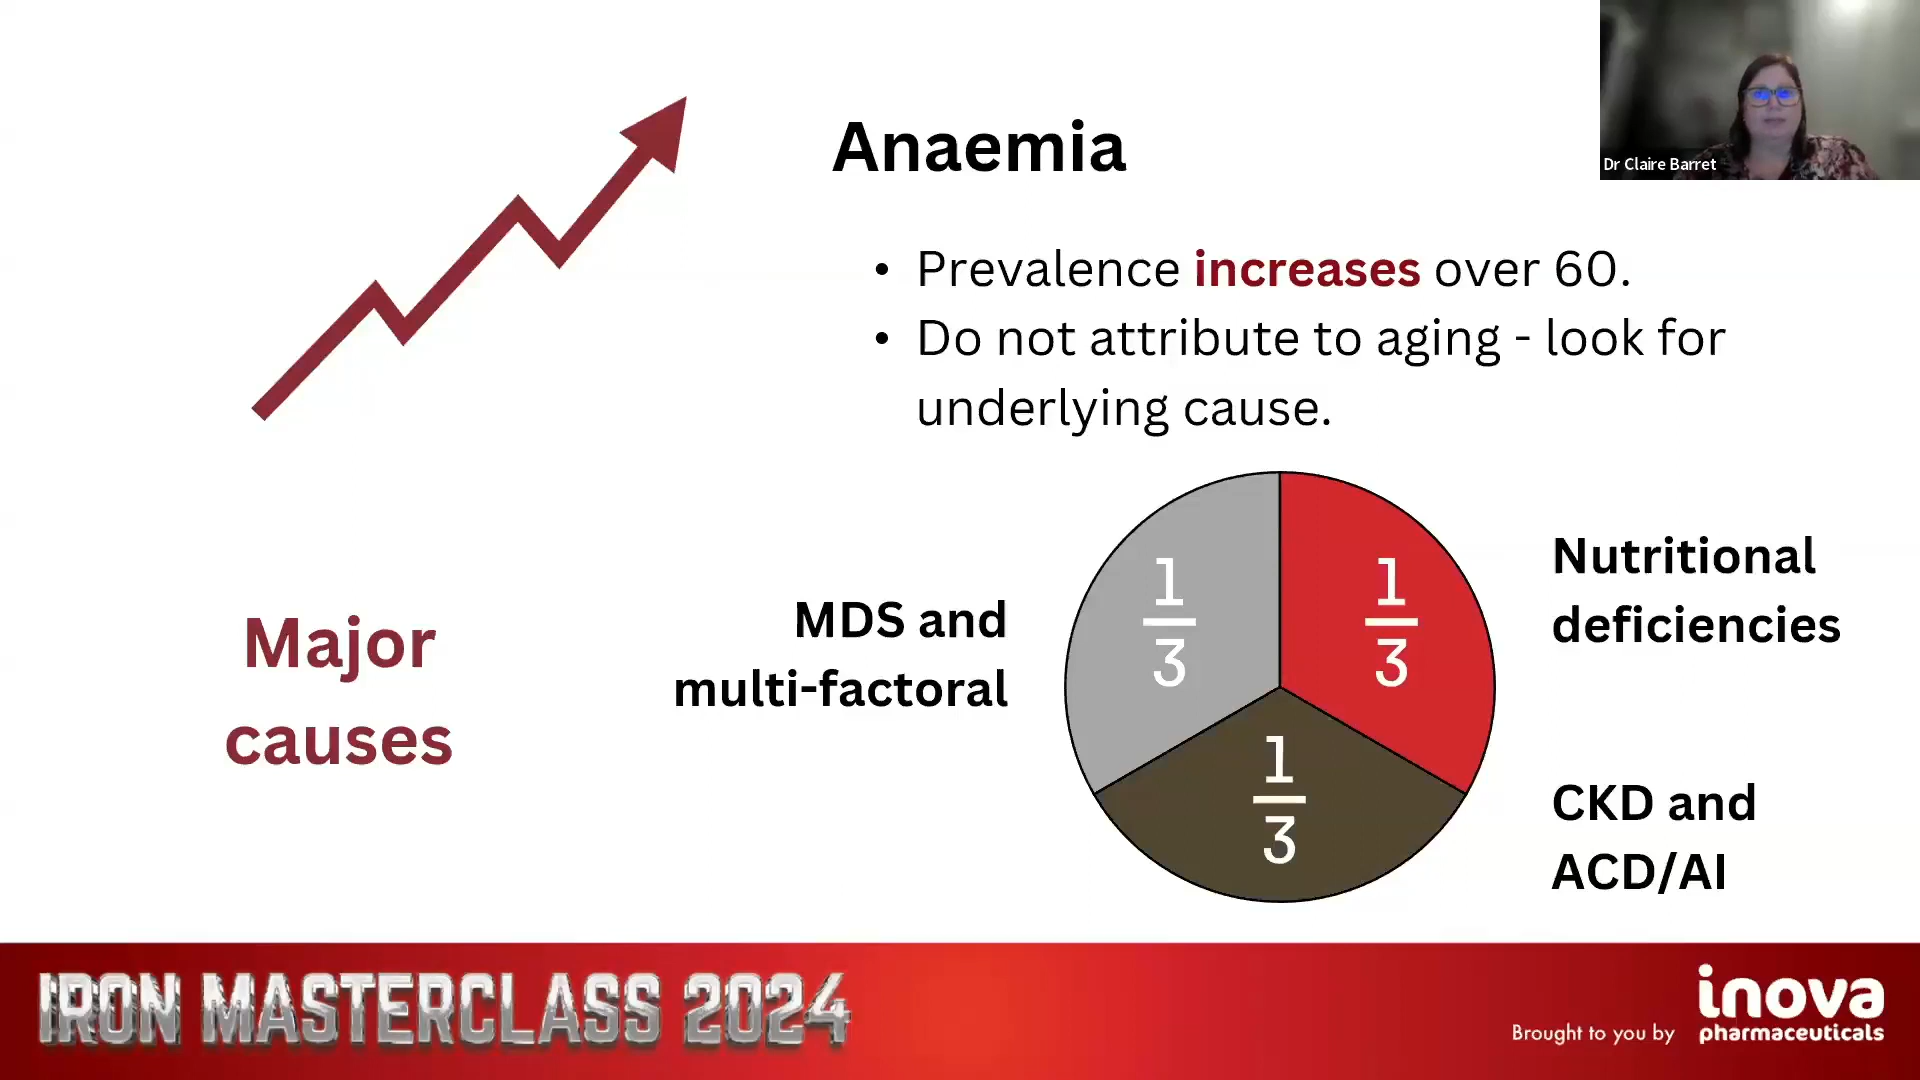 Dr Claire Barret
Anaemia
• Prevalence increases over 60.
• Do not attribute to aging - look for
underlying cause.
Major
causes
MDS and
multi-factoral
1
3
1
3
1
3
Nutritional
deficiencies
CKD and
ACD/AI
IRON MASTERCLASS 2024
Brought to you by
inova
pharmaceuticals